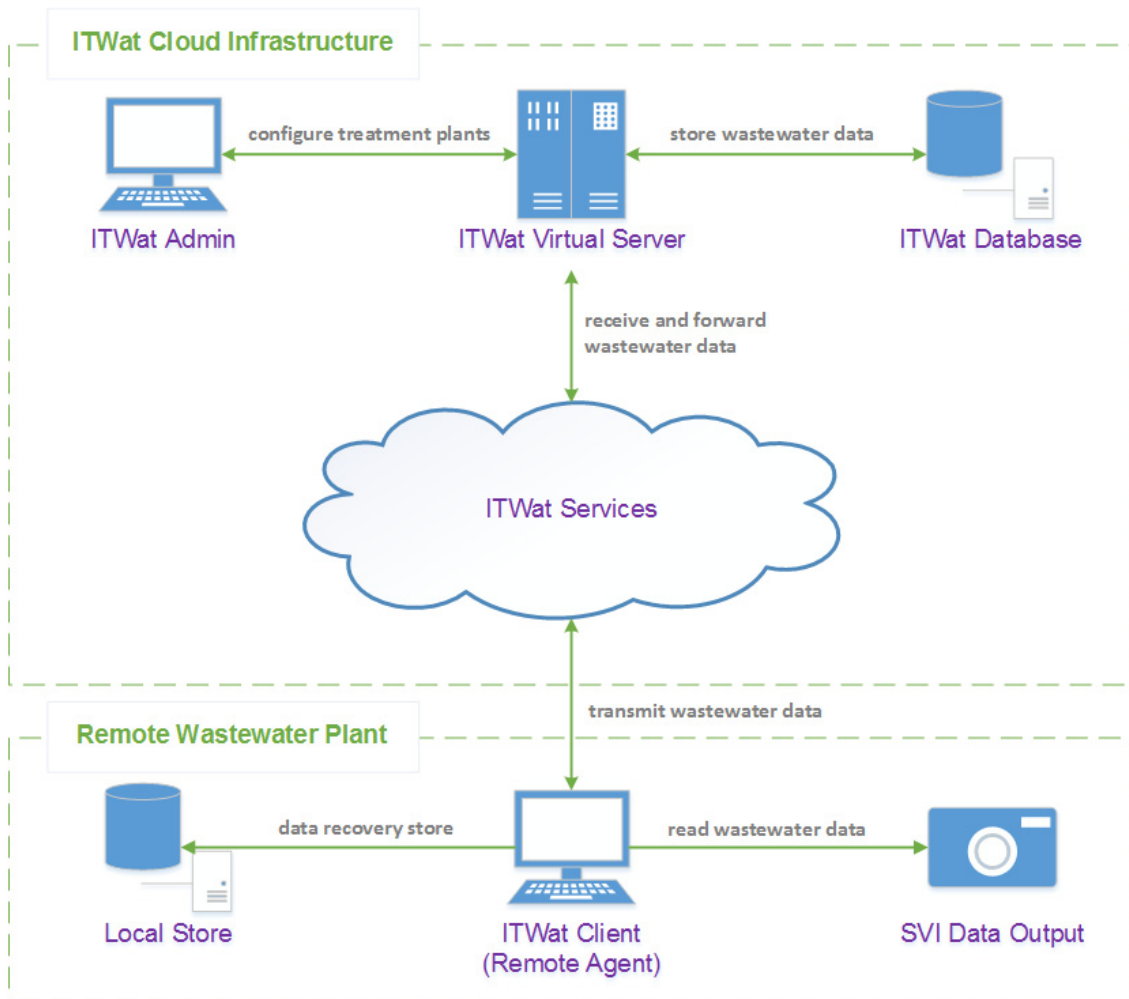 ITWat Cloud Infrastructure
configure treatment plants
store wastewater data
ITWat Admin
ITWat Virtual Server
ITWat Database
receive and forward
wastewater data
ITWat Services
transmit wastewater data
Remote Wastewater Plant
data recovery store
read wastewater data
Local Store
ITWat Client
(Remote Agent)
SVI Data Output